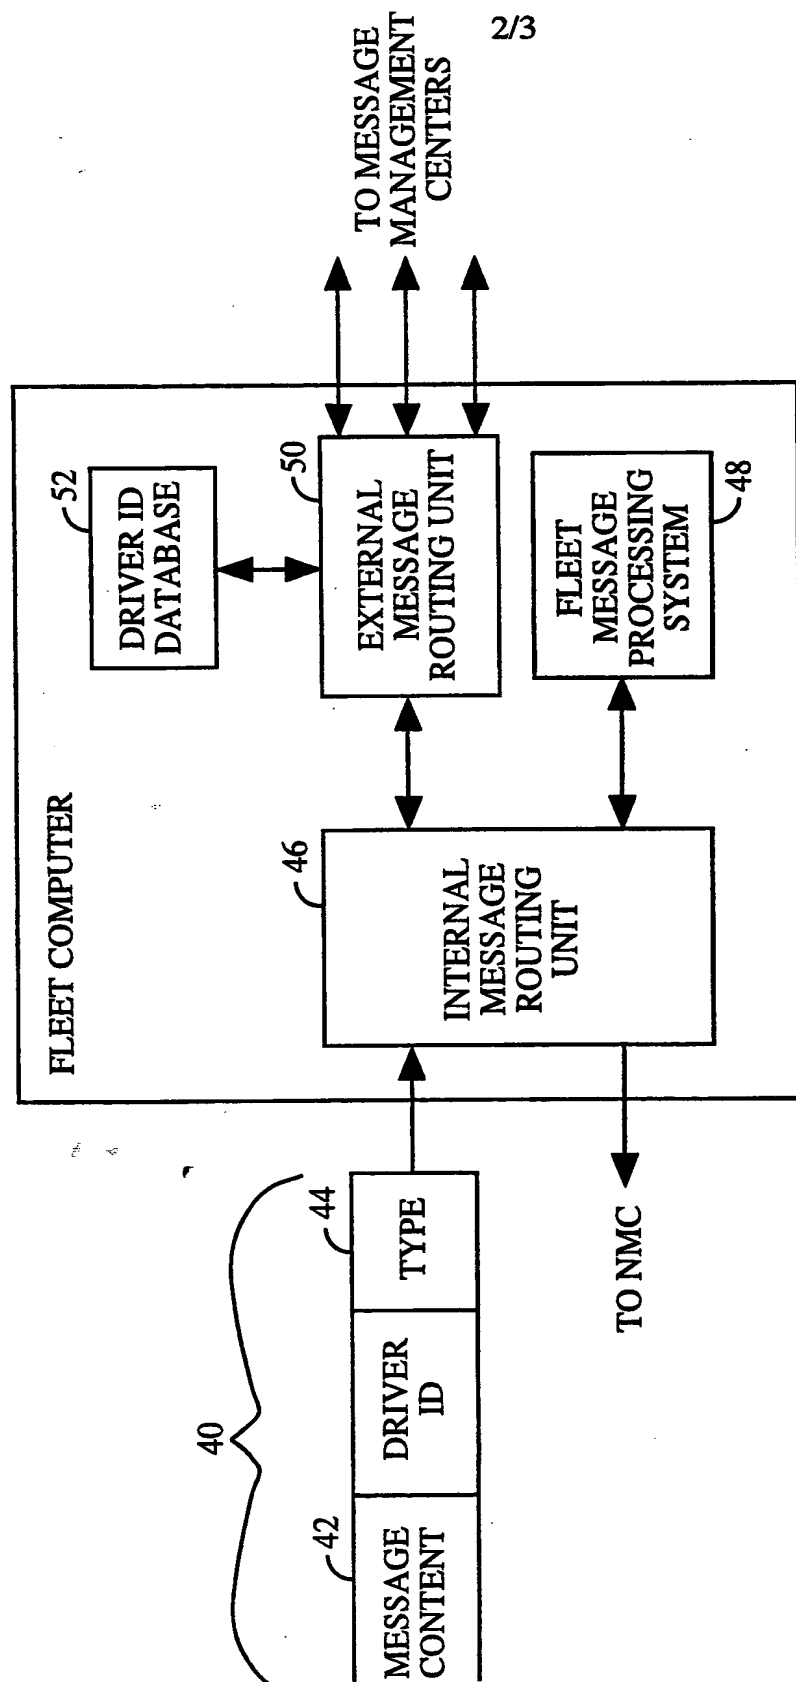 2/3
TO MESSAGE
MANAGEMENT
CENTERS
FLEET COMPUTER
52
DRIVER ID
DATABASE
50
EXTERNAL
MESSAGE
ROUTING UNIT
48
FLEET
MESSAGE
PROCESSING
SYSTEM
46
INTERNAL
MESSAGE
ROUTING
UNIT
TO NMC
40
42
MESSAGE
CONTENT
DRIVER
ID
44
TYPE